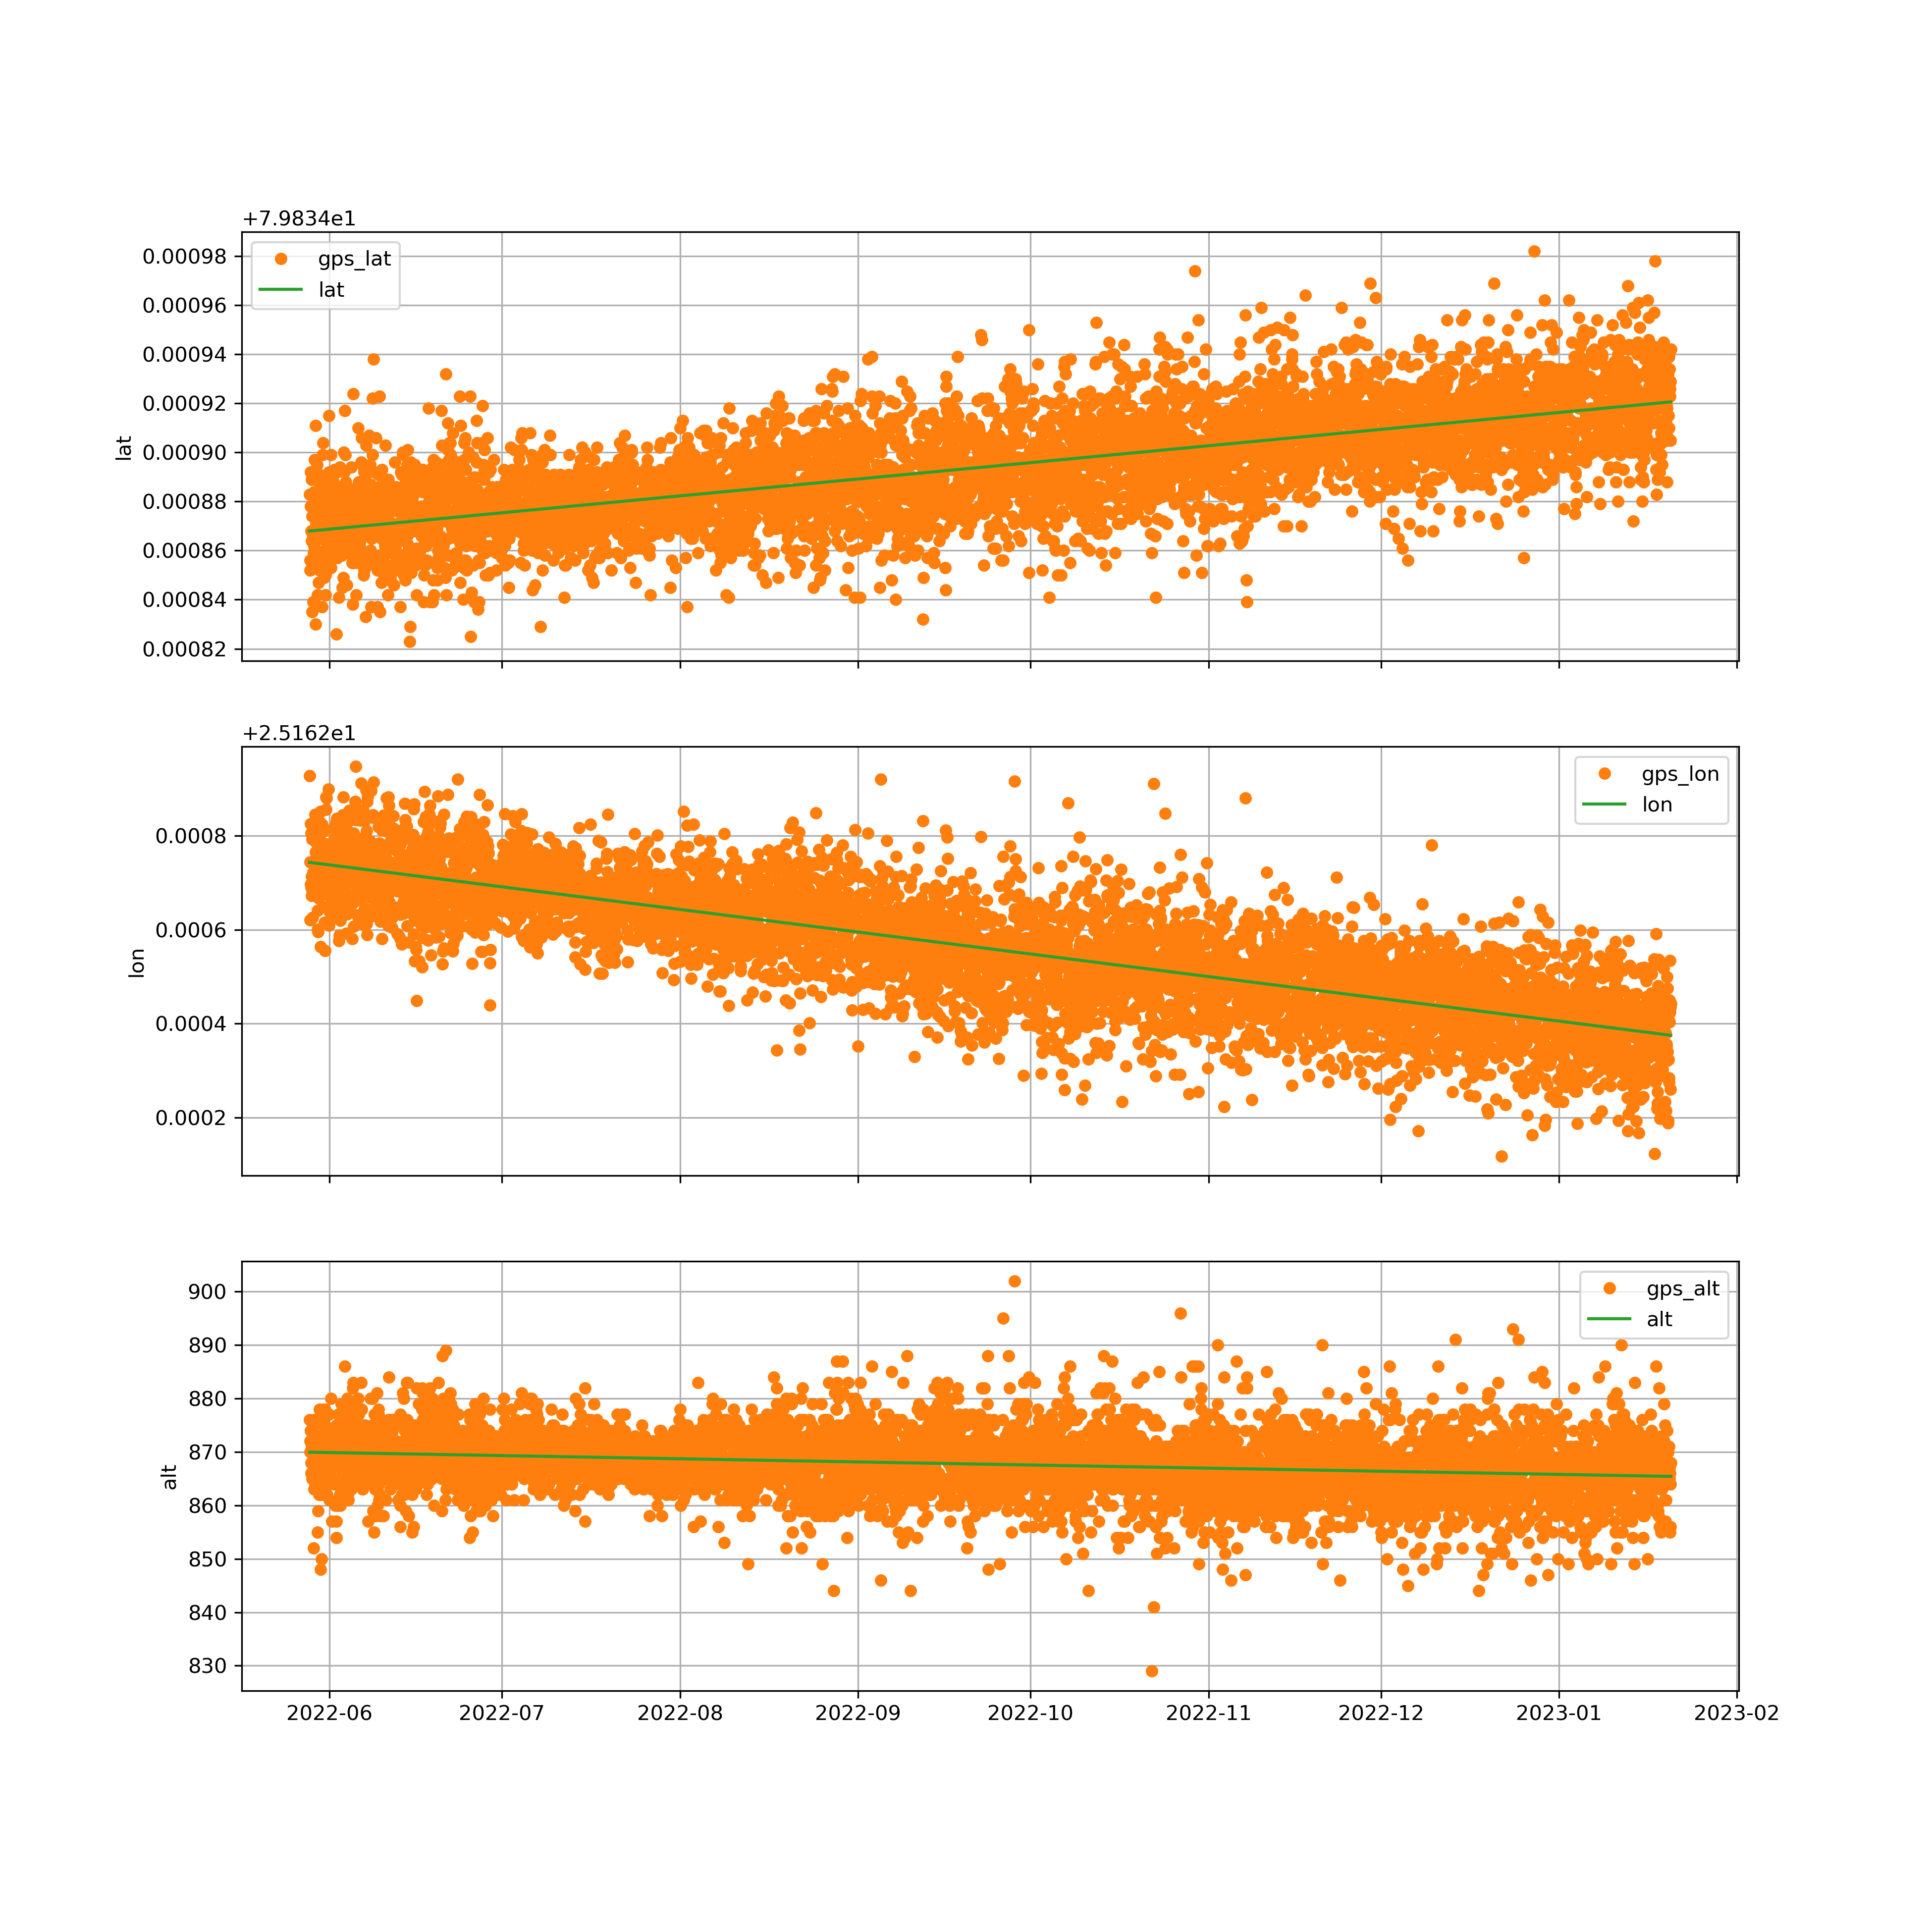 +7.9834e1
0.00098
0.00096
0.00094
0.00092
0.00090
0.00088
0.00086
0.00084
0.00082
lat
gps_lat
lat
+2.5162e1
0.0008
0.0006
0.0004
0.0002
lon
gps_lon
lon
900
890
880
870
860
850
840
830
alt
gps_alt
alt
2022-06 2022-07 2022-08 2022-09 2022-10 2022-11 2022-12 2023-01 2023-02